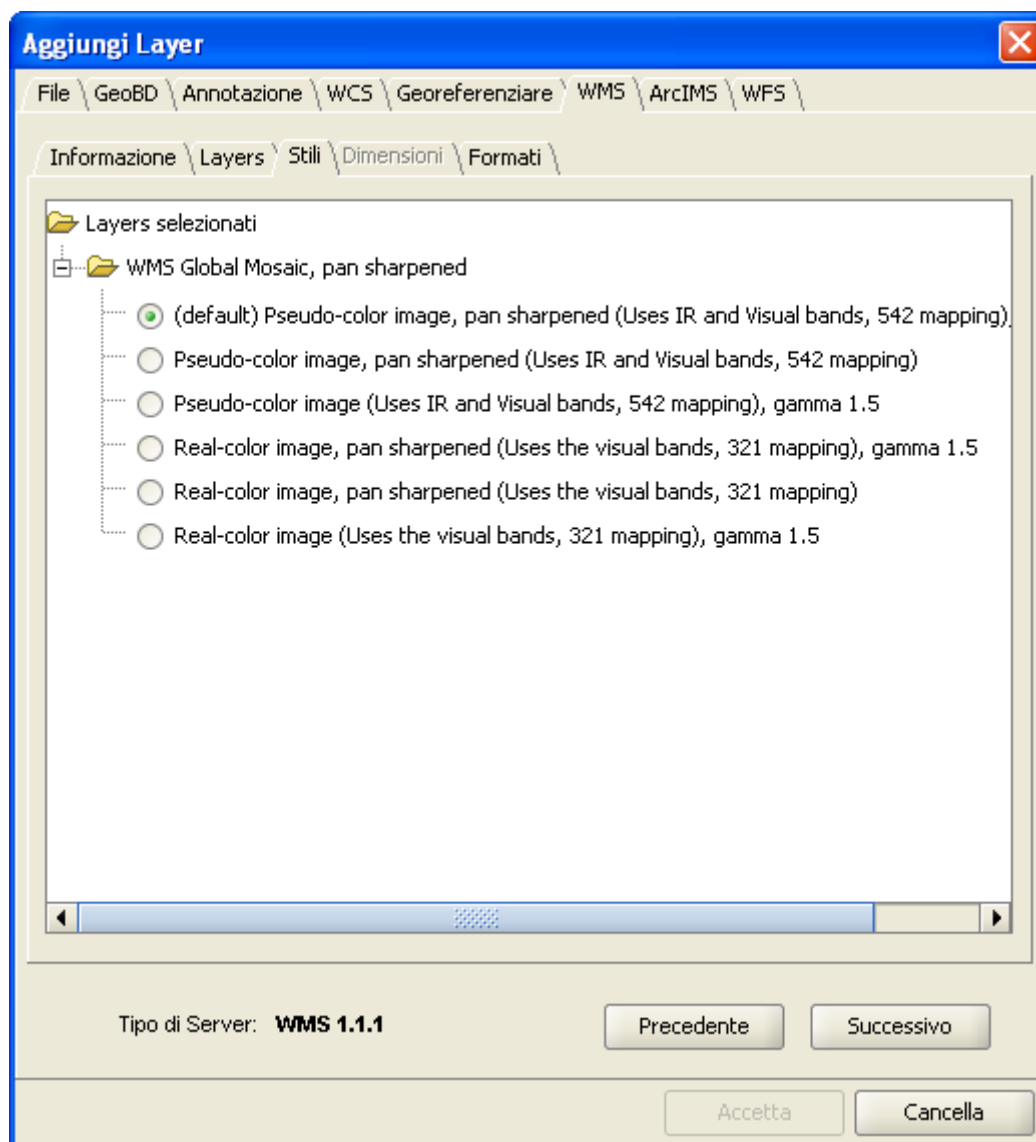 Aggiungi Layer
File GeoBD Annotazione WCS Georeferenziare WMS ArcIMS WFS
Informazione Layers Stili Dimensioni Formati
Layers selezionati
WMS Global Mosaic, pan sharpened
(default) Pseudo-color image, pan sharpened (Uses IR and Visual bands, 542 mapping)
Pseudo-color image, pan sharpened (Uses IR and Visual bands, 542 mapping)
Pseudo-color image (Uses IR and Visual bands, 542 mapping), gamma 1.5
Real-color image, pan sharpened (Uses the visual bands, 321 mapping), gamma 1.5
Real-color image, pan sharpened (Uses the visual bands, 321 mapping)
Real-color image (Uses the visual bands, 321 mapping), gamma 1.5
Tipo di Server: WMS 1.1.1
Precedente Successivo
Accetta Cancella